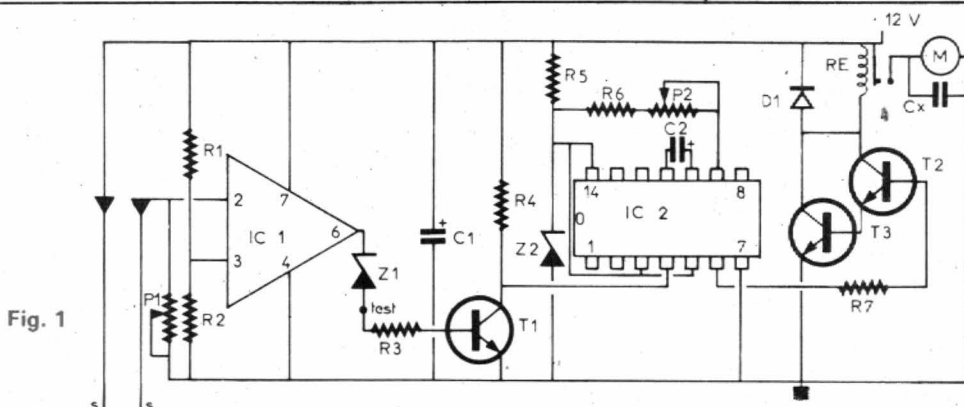 12 V
RE
M
R5
R6
P2
D1
Cx
C2
R1
T2
2
7
R4
14
8
IC 1
6
C1
0
IC 2
Z2
3
4
Z1
1
7
T3
P1
R2
test
T1
R7
Fig. 1
R3
s
s